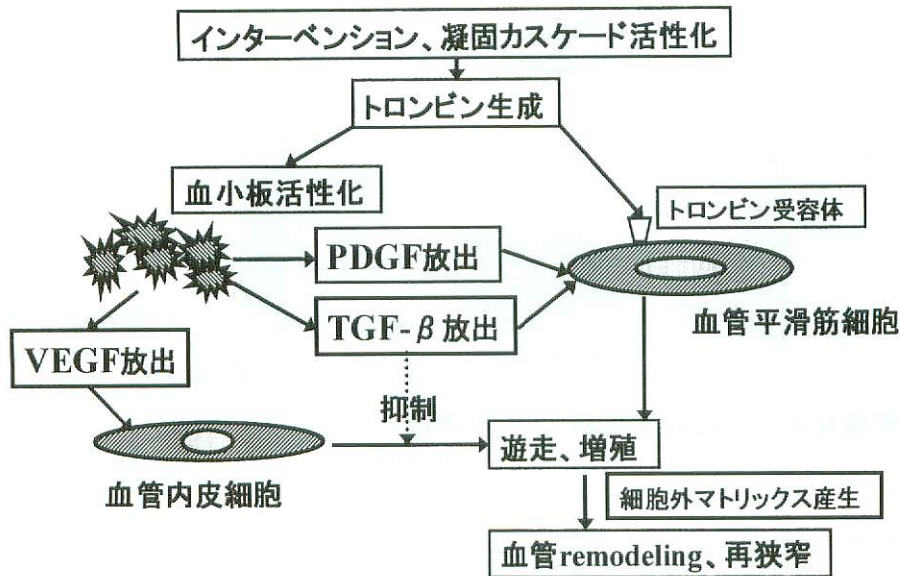 インターベンション、凝固カスケード活性化
トロンビン生成
血小板活性化
トロンビン受容体
PDGF放出
TGF-β放出
血管平滑筋細胞
VEGF放出
抑制
遊走、増殖
血管内皮細胞
細胞外マトリックス産生
血管remodeling、再狭窄